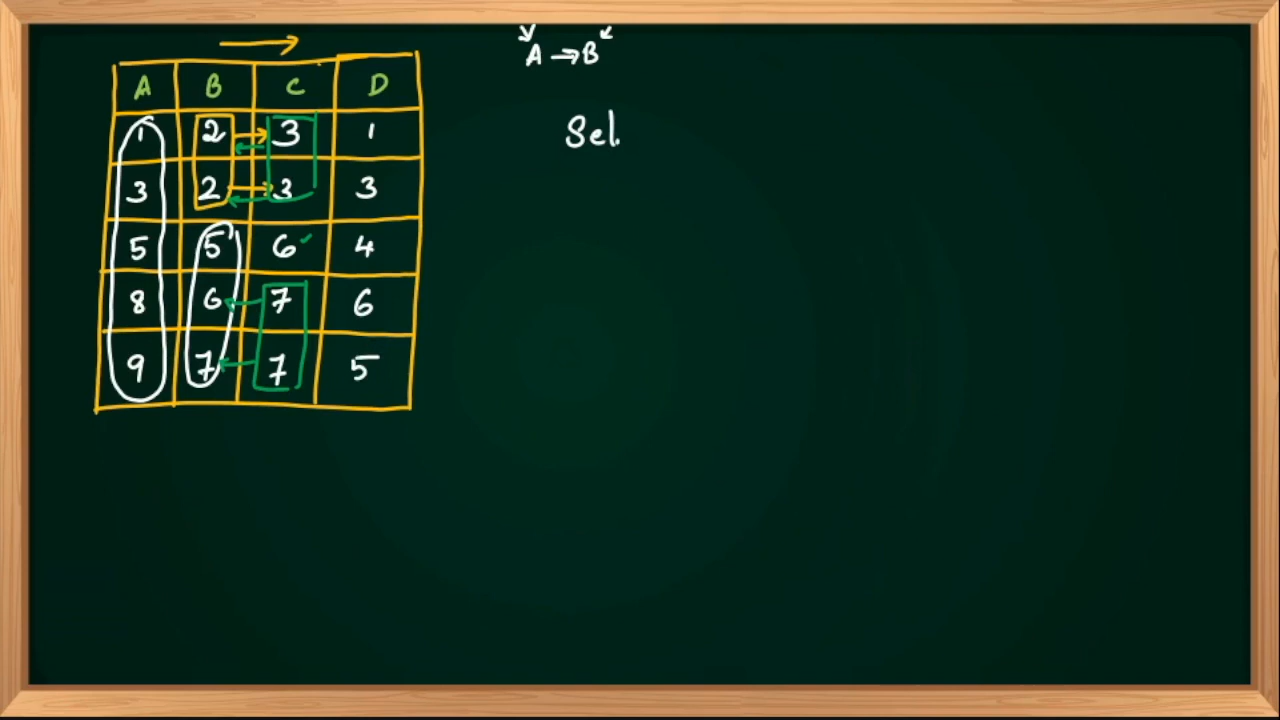 A → B
A B C D
1 2 3 1
3 2 3 3
5 5 6 4
8 6 7 6
9 7 7 5
Sel.